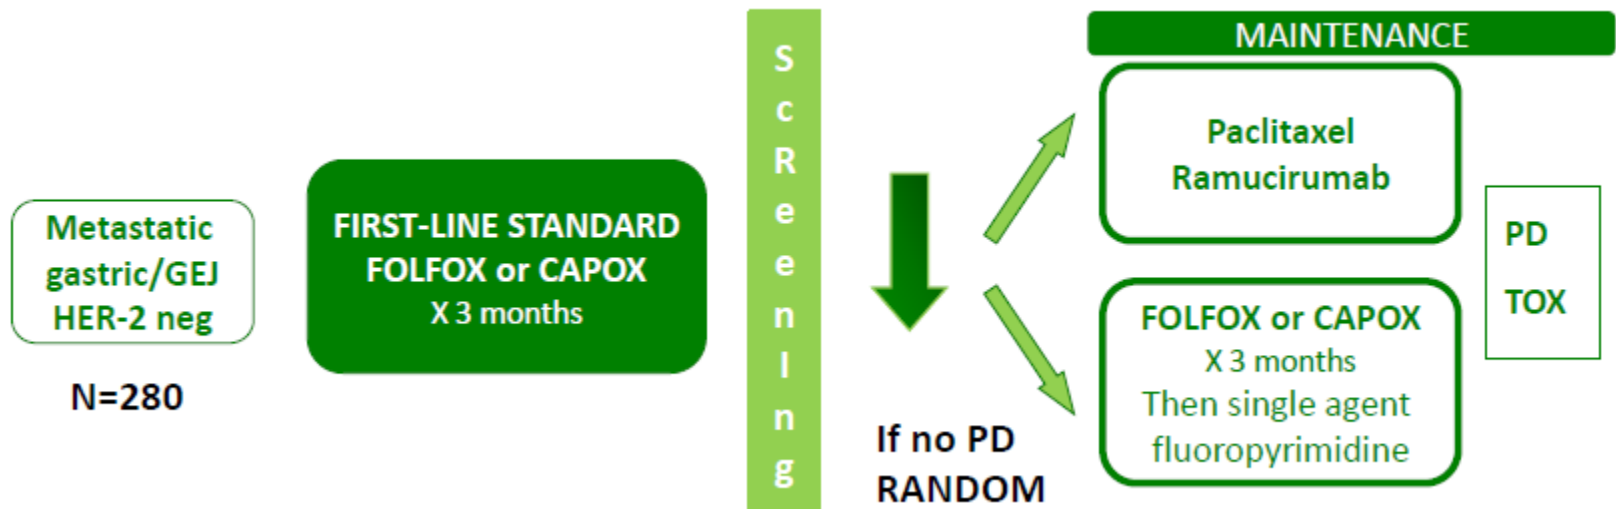 Metastatic
gastric/GEJ
HER-2 neg
N=280
FIRST-LINE STANDARD
FOLFOX or CAPOX
X 3 months
S
c
R
e
e
n
I
n
g
If no PD
RANDOM
MAINTENANCE
Paclitaxel
Ramucirumab
FOLFOX or CAPOX
X 3 months
Then single agent
fluoropyrimidine
PD
TOX